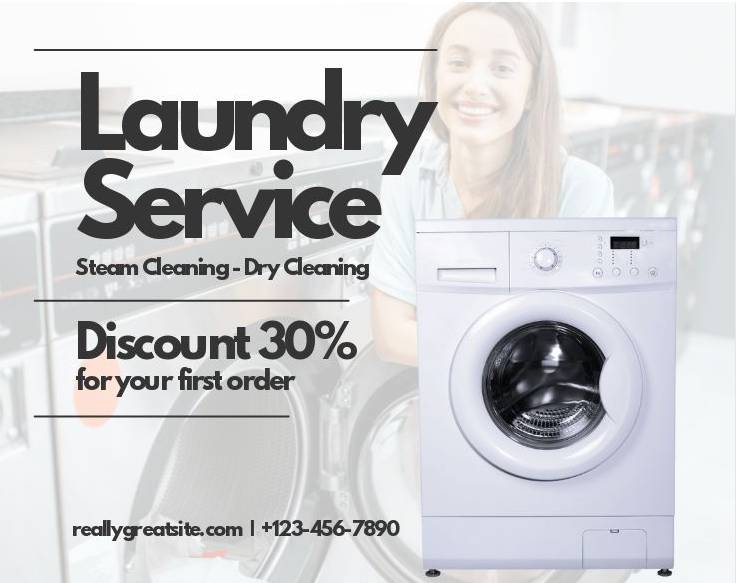 Laundry
Service
Steam Cleaning - Dry Cleaning
Discount 30%
for your first order
reallygreatsite.com | +123-456-7890